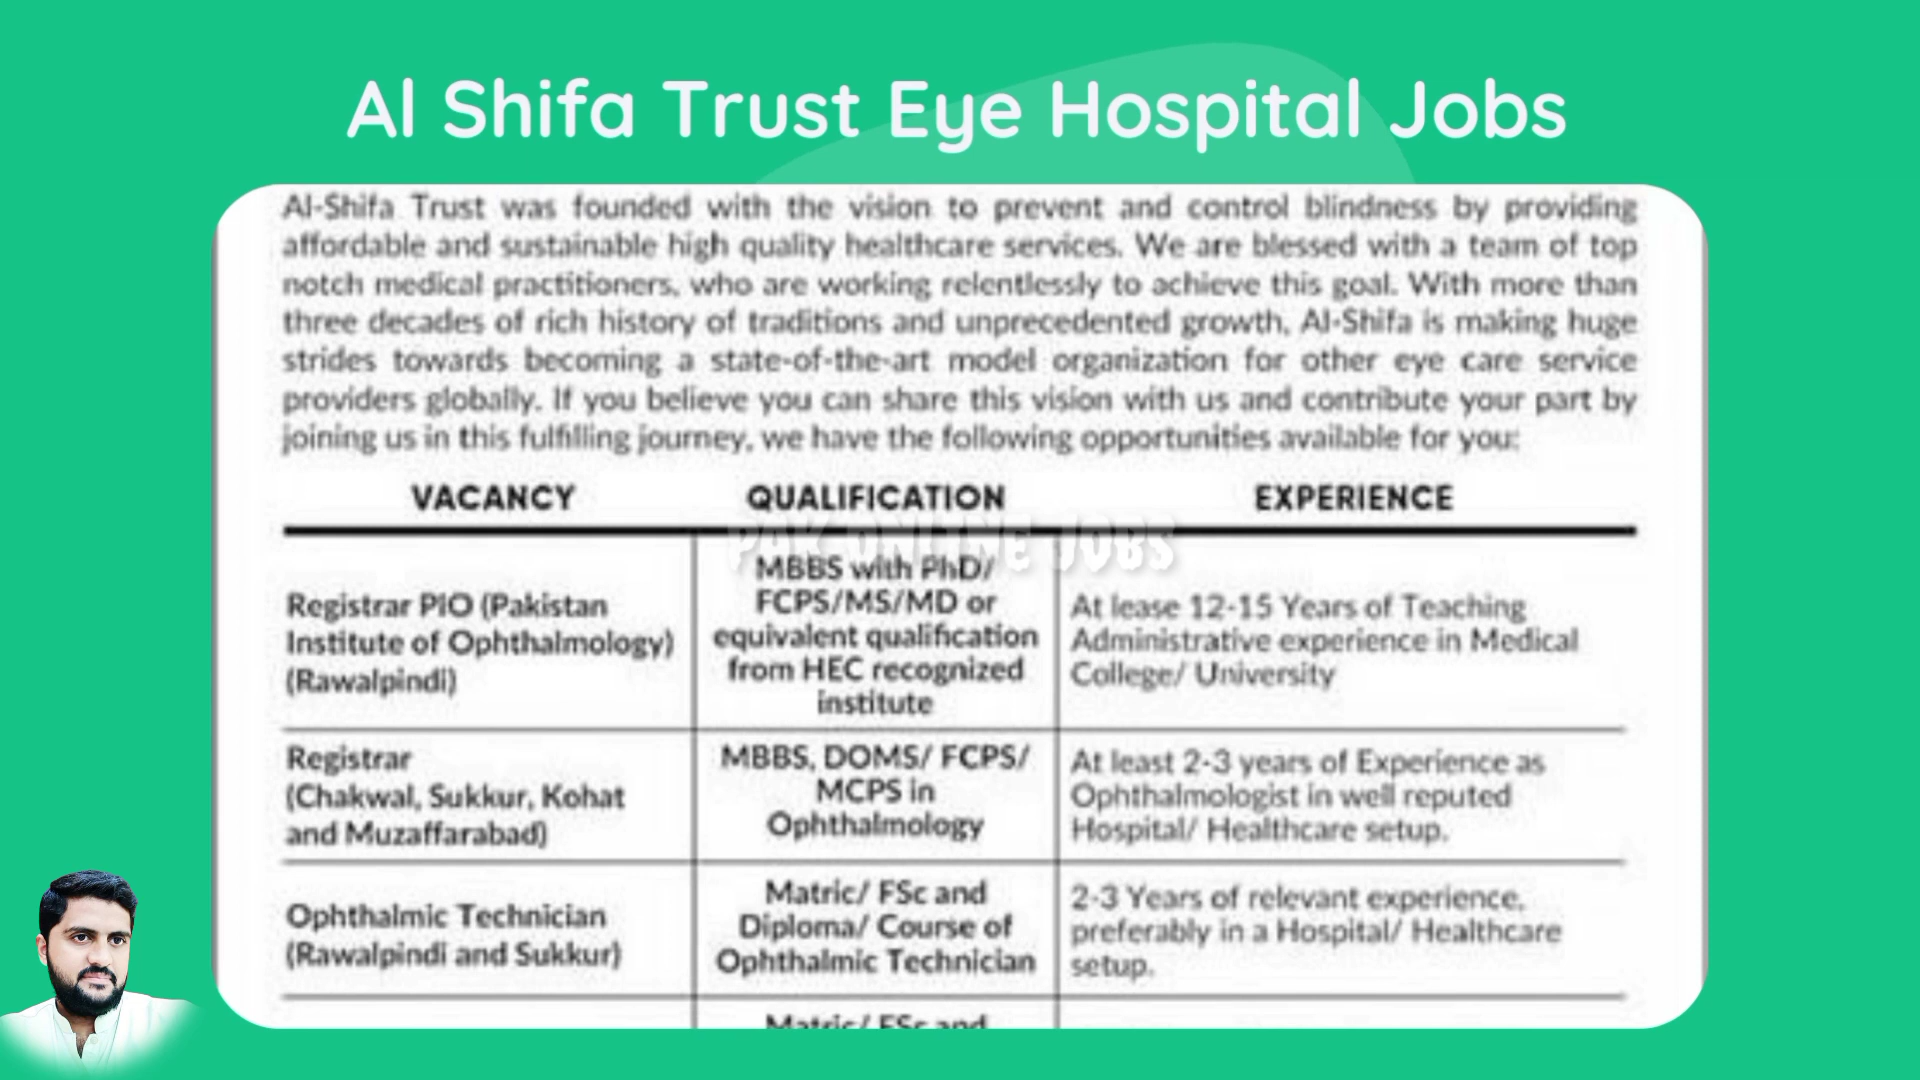 Al Shifa Trust Eye Hospital Jobs
Al-Shifa Trust was founded with the vision to prevent and control blindness by providing
affordable and sustainable high quality healthcare services. We are blessed with a team of top
notch medical practitioners, who are working relentlessly to achieve this goal. With more than
three decades of rich history of traditions and unprecedented growth, Al-Shifa is making huge
strides towards becoming a state-of-the-art model organization for other eye care service
providers globally. If you believe you can share this vision with us and contribute your part by
joining us in this fulfilling journey, we have the following opportunities available for you:
VACANCY QUALIFICATION EXPERIENCE
PAK ONLINE JOBS
Registrar PIO (Pakistan
Institute of Ophthalmology)
(Rawalpindi)
MBBS with PhD/
FCPS/MS/MD or
equivalent qualification
from HEC recognized
institute
At lease 12-15 Years of Teaching
Administrative experience in Medical
College/ University
Registrar
(Chakwal, Sukkur, Kohat
and Muzaffarabad)
MBBS, DOMS/ FCPS/
MCPS in
Ophthalmology
At least 2-3 years of Experience as
Ophthalmologist in well reputed
Hospital/ Healthcare setup.
Ophthalmic Technician
(Rawalpindi and Sukkur)
Matric/ FSc and
Diploma/ Course of
Ophthalmic Technician
2-3 Years of relevant experience,
preferably in a Hospital/ Healthcare
setup.
Matric/ FSc and